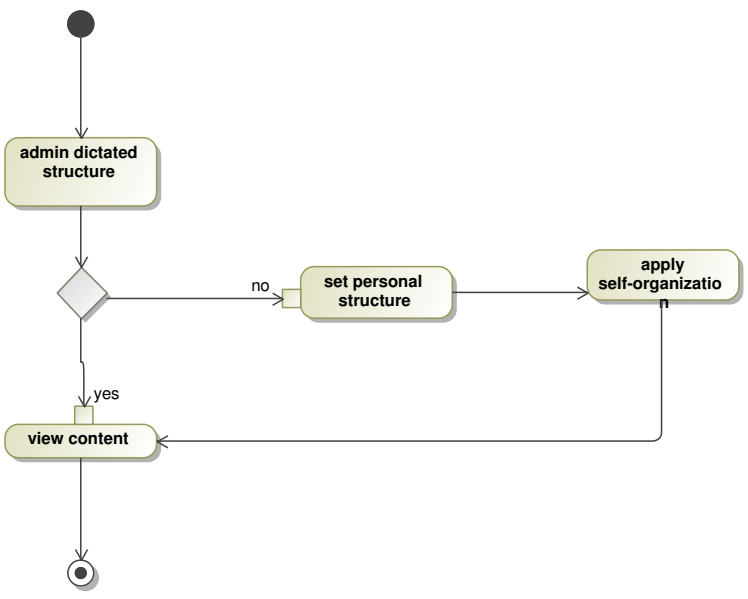 admin dictated
structure
no
set personal
structure
apply
self-organizatio
n
yes
view content